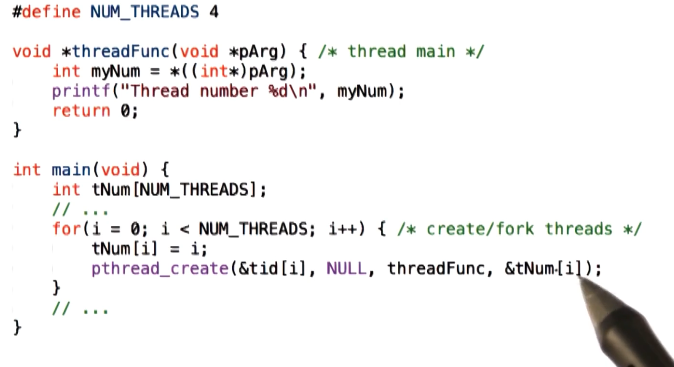 #define NUM_THREADS 4
void *threadFunc(void *pArg) { /* thread main */
int myNum = *((int*)pArg);
printf("Thread number %d\n", myNum);
return 0;
}
int main(void) {
int tNum[NUM_THREADS];
// ...
for(i = 0; i < NUM_THREADS; i++) { /* create/fork threads */
tNum[i] = i;
pthread_create(&tid[i], NULL, threadFunc, &tNum[i]);
}
// ...
}